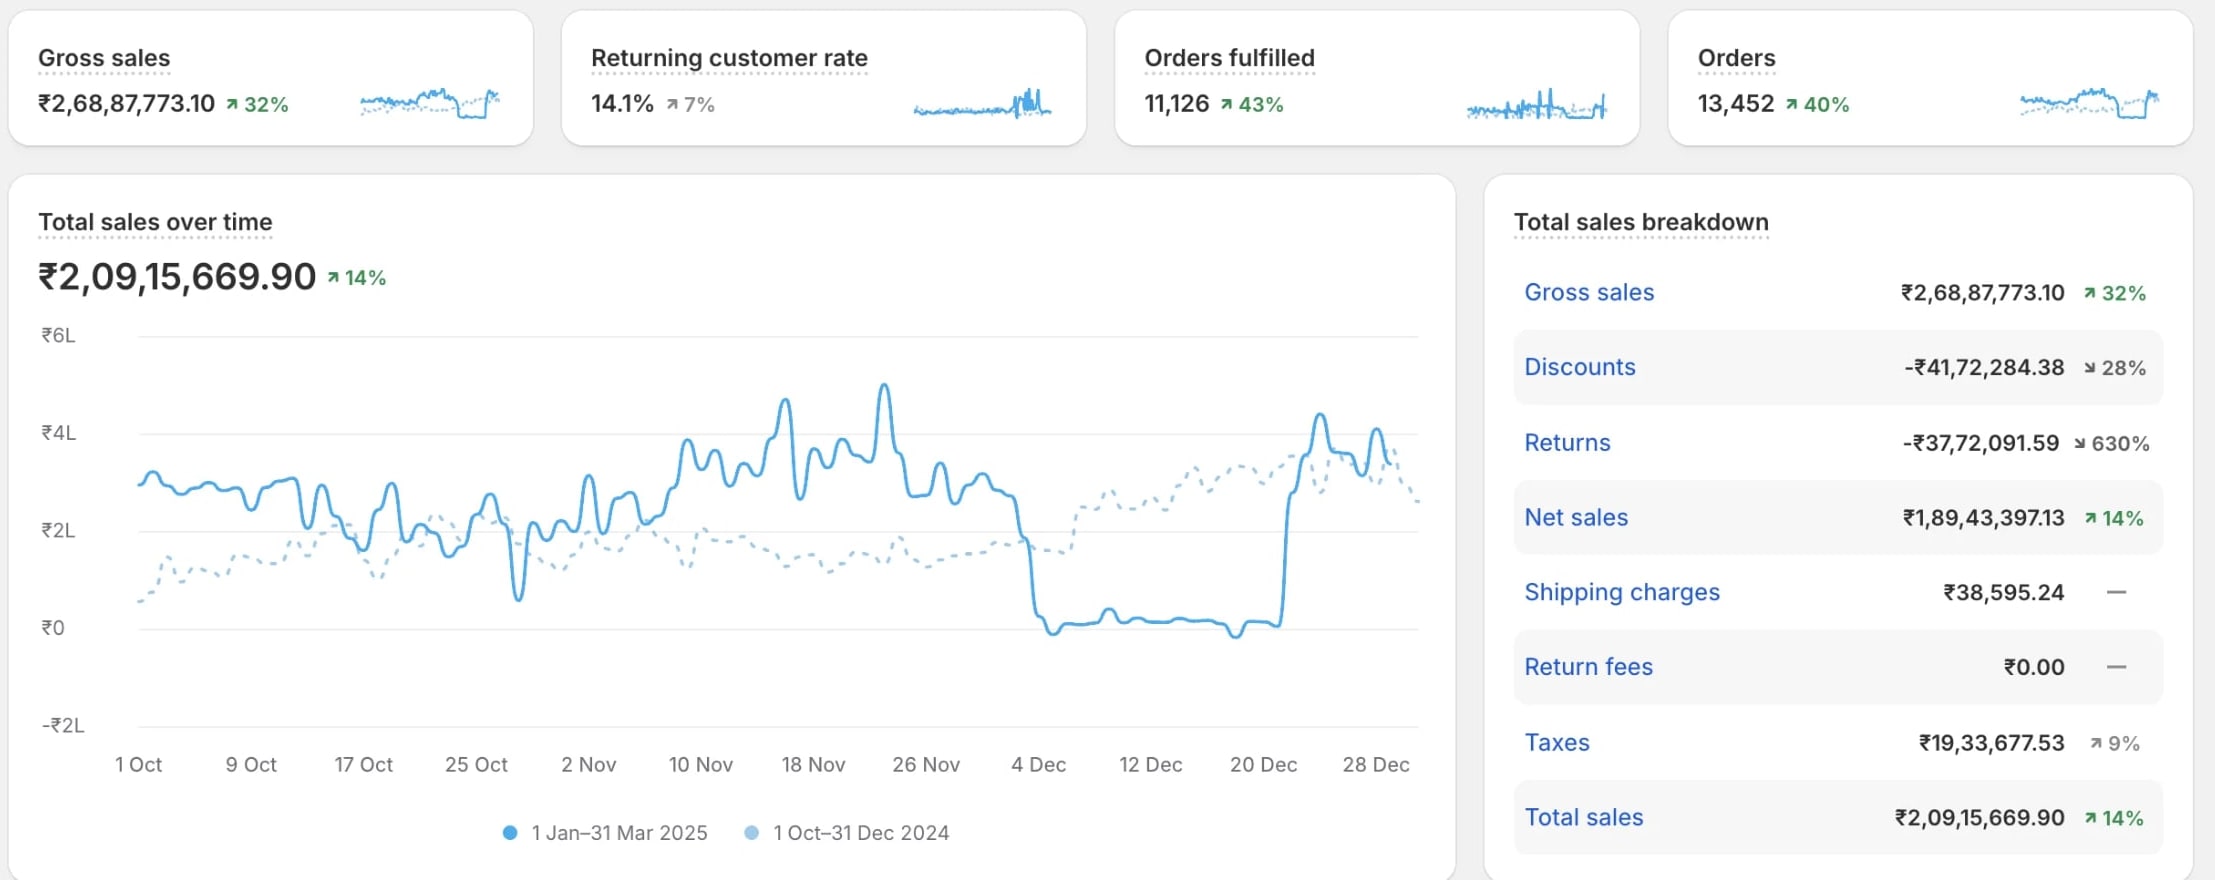 Gross sales
₹2,68,87,773.10 ↗ 32%
Returning customer rate
14.1% ↗ 7%
Orders fulfilled
11,126 ↗ 43%
Orders
13,452 ↗ 40%
Total sales over time
₹2,09,15,669.90 ↗ 14%
₹6L
₹4L
₹2L
₹0
-₹2L
1 Oct 9 Oct 17 Oct 25 Oct 2 Nov 10 Nov 18 Nov 26 Nov 4 Dec 12 Dec 20 Dec 28 Dec
1 Jan–31 Mar 2025 1 Oct–31 Dec 2024
Total sales breakdown
Gross sales ₹2,68,87,773.10 ↗ 32%
Discounts -₹41,72,284.38 ↘ 28%
Returns -₹37,72,091.59 ↘ 630%
Net sales ₹1,89,43,397.13 ↗ 14%
Shipping charges ₹38,595.24 —
Return fees ₹0.00 —
Taxes ₹19,33,677.53 ↗ 9%
Total sales ₹2,09,15,669.90 ↗ 14%